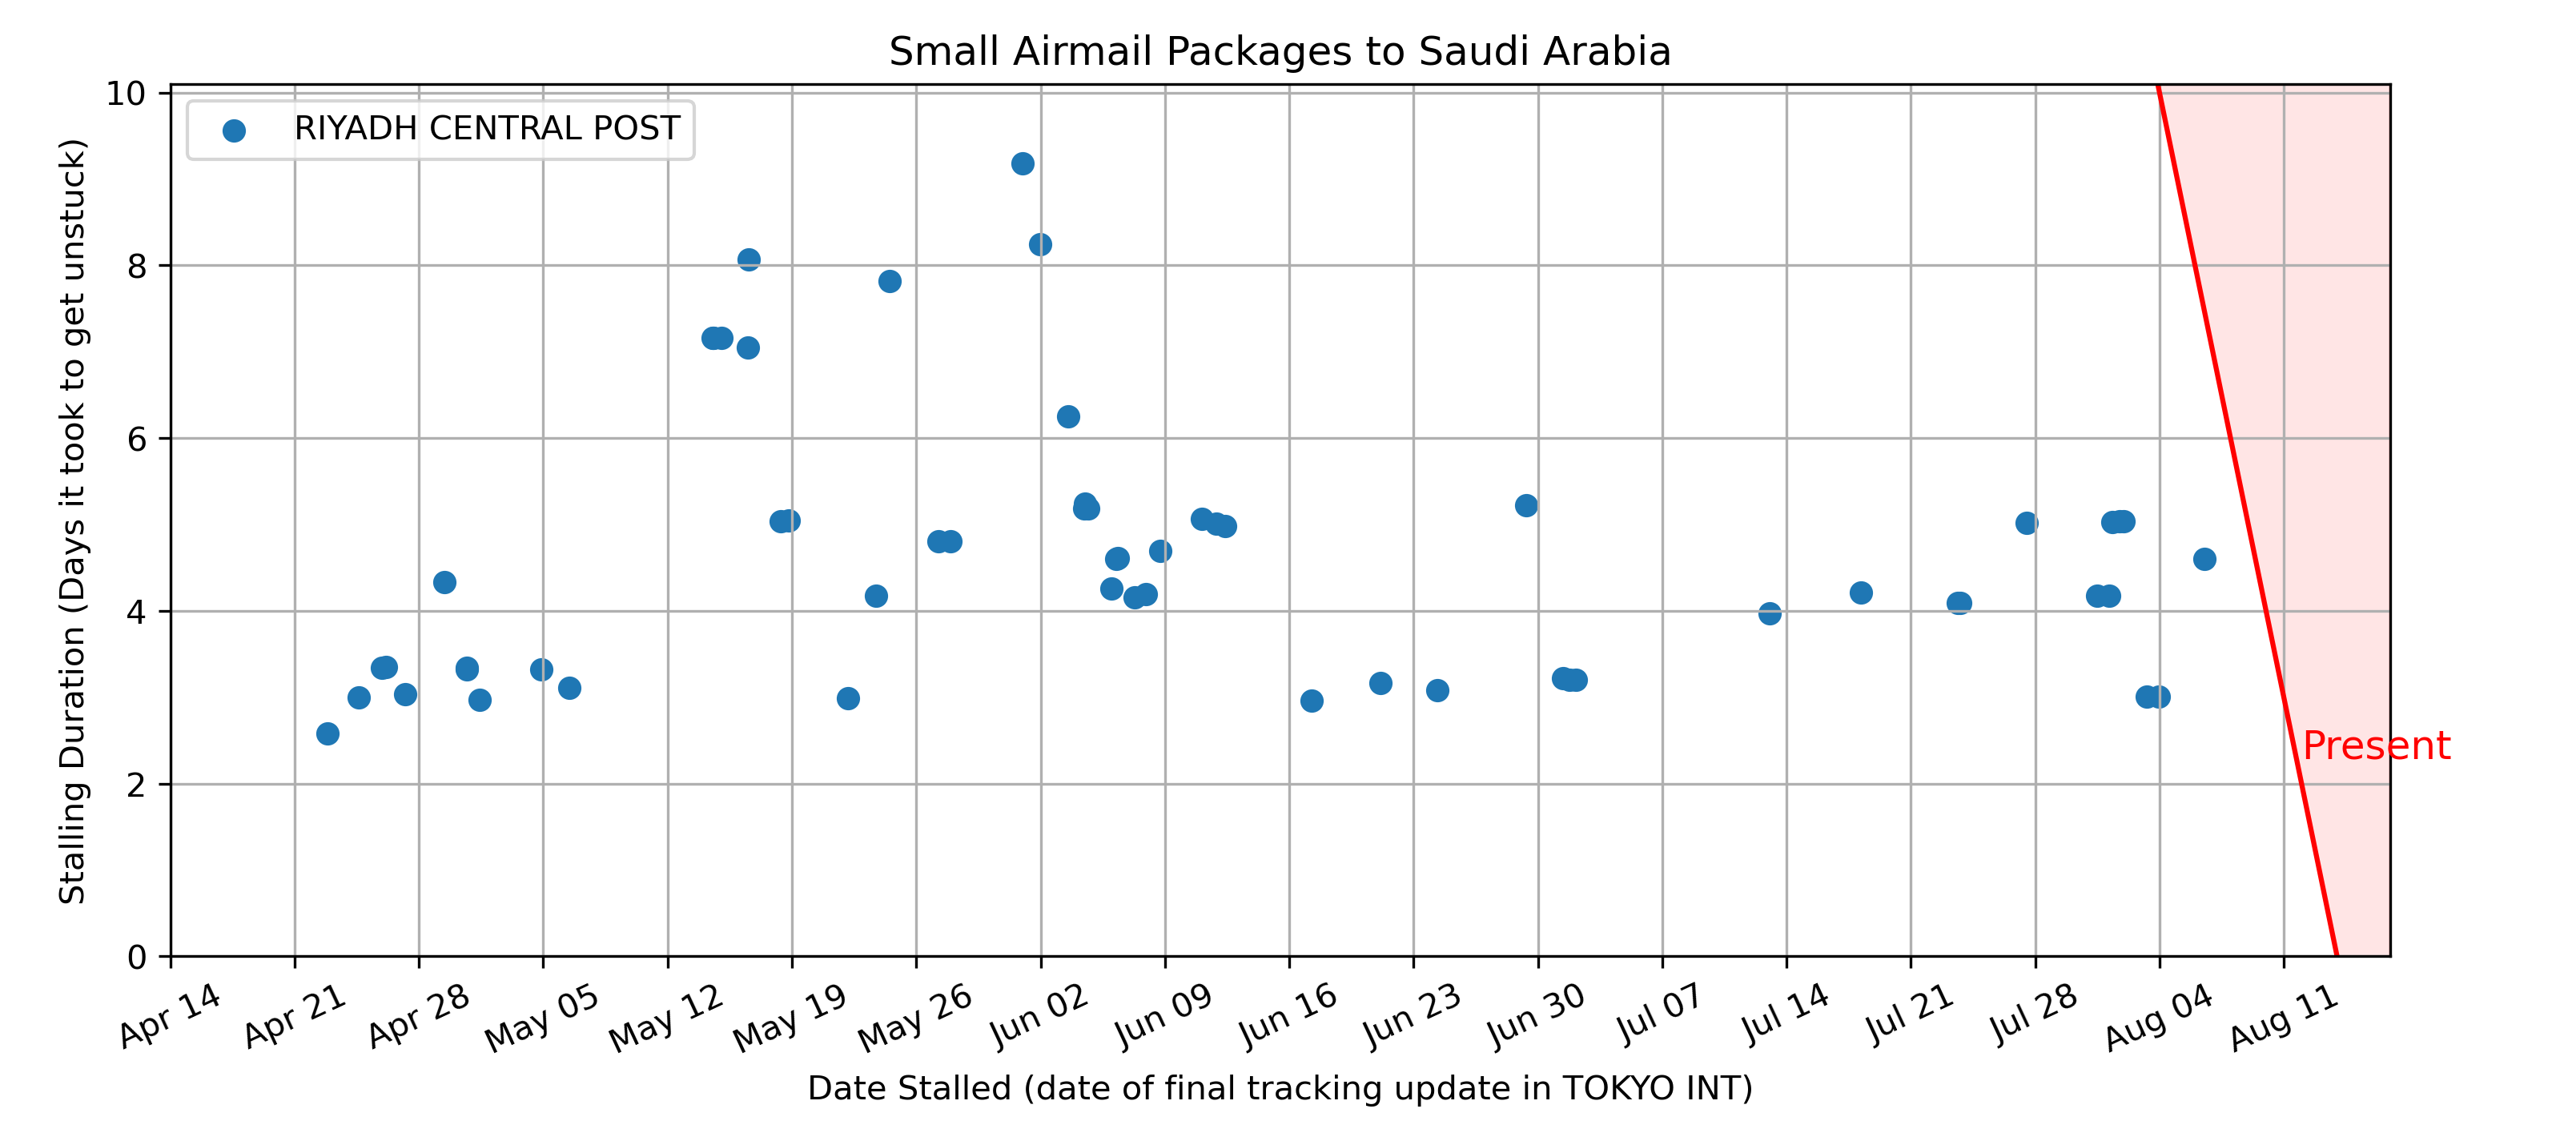 Small Airmail Packages to Saudi Arabia
RIYADH CENTRAL POST
Stalling Duration (Days it took to get unstuck)
10
8
6
4
2
0
Present
Apr 14
Apr 21
Apr 28
May 05
May 12
May 19
May 26
Jun 02
Jun 09
Jun 16
Jun 23
Jun 30
Jul 07
Jul 14
Jul 21
Jul 28
Aug 04
Aug 11
Date Stalled (date of final tracking update in TOKYO INT)